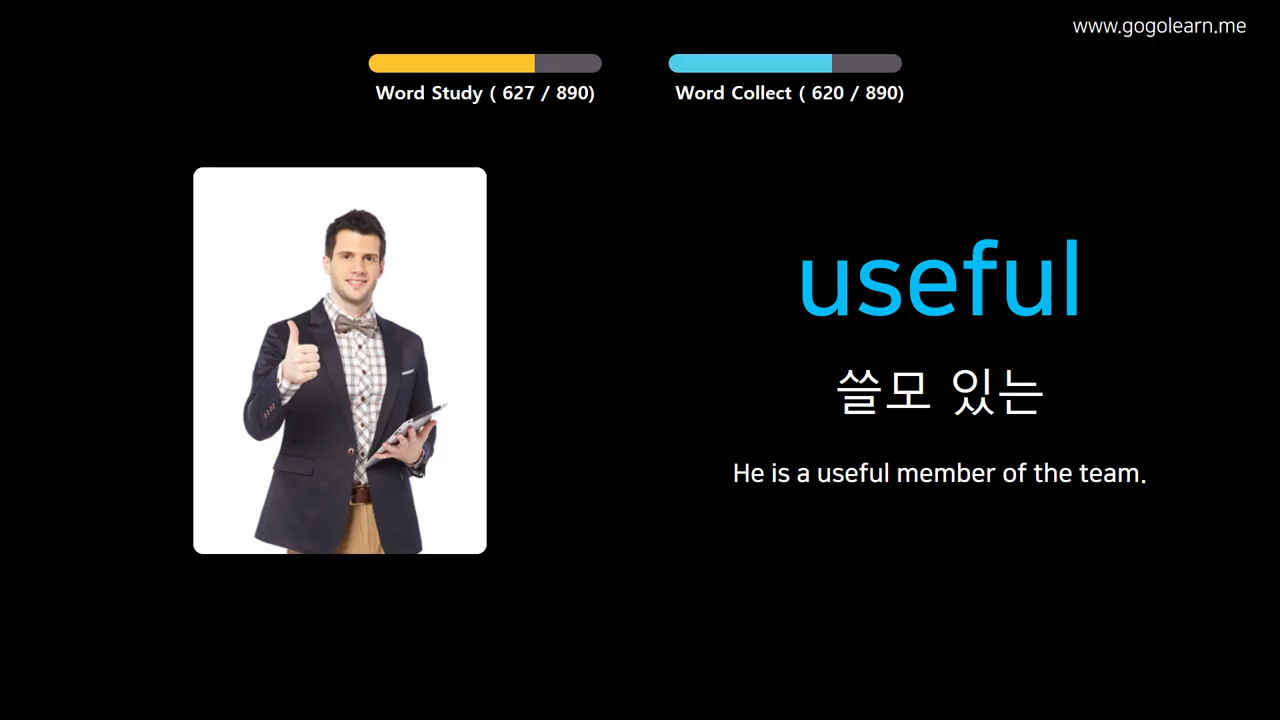 www.gogolearn.me
Word Study ( 627 / 890)
Word Collect ( 620 / 890)
useful
쓸모 있는
He is a useful member of the team.